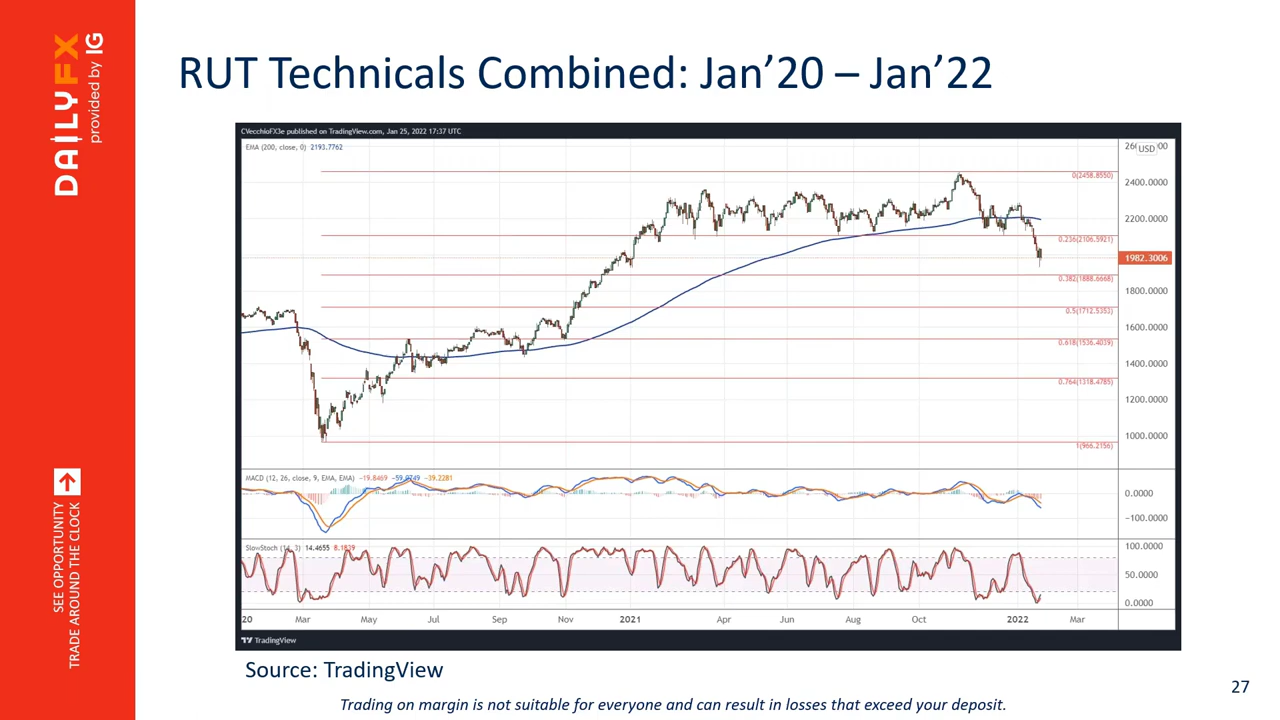 DAILYFX
provided by IG
SEE OPPORTUNITY
TRADE AROUND THE CLOCK
RUT Technicals Combined: Jan’20 – Jan’22
CVecchioFX3e published on TradingView.com, Jan 25, 2022 17:37 UTC
EMA (200, close, 0) 2193.7762
USD
0(2458.8550)
2400.0000
2200.0000
0.236(2106.5921)
1982.3006
0.382(1888.6668)
1800.0000
0.5(1712.5353)
1600.0000
0.618(1536.4039)
1400.0000
0.764(1318.4785)
1200.0000
1000.0000
1(966.2156)
MACD (12, 26, close, 9, EMA, EMA) −19.8469 −59.0749 −39.2281
0.0000
−100.0000
SlowStoch (14, 3) 14.4655 8.1839
100.0000
50.0000
0.0000
20 Mar May Jul Sep Nov 2021 Apr Jun Aug Oct 2022 Mar
TradingView
Source: TradingView
27
Trading on margin is not suitable for everyone and can result in losses that exceed your deposit.